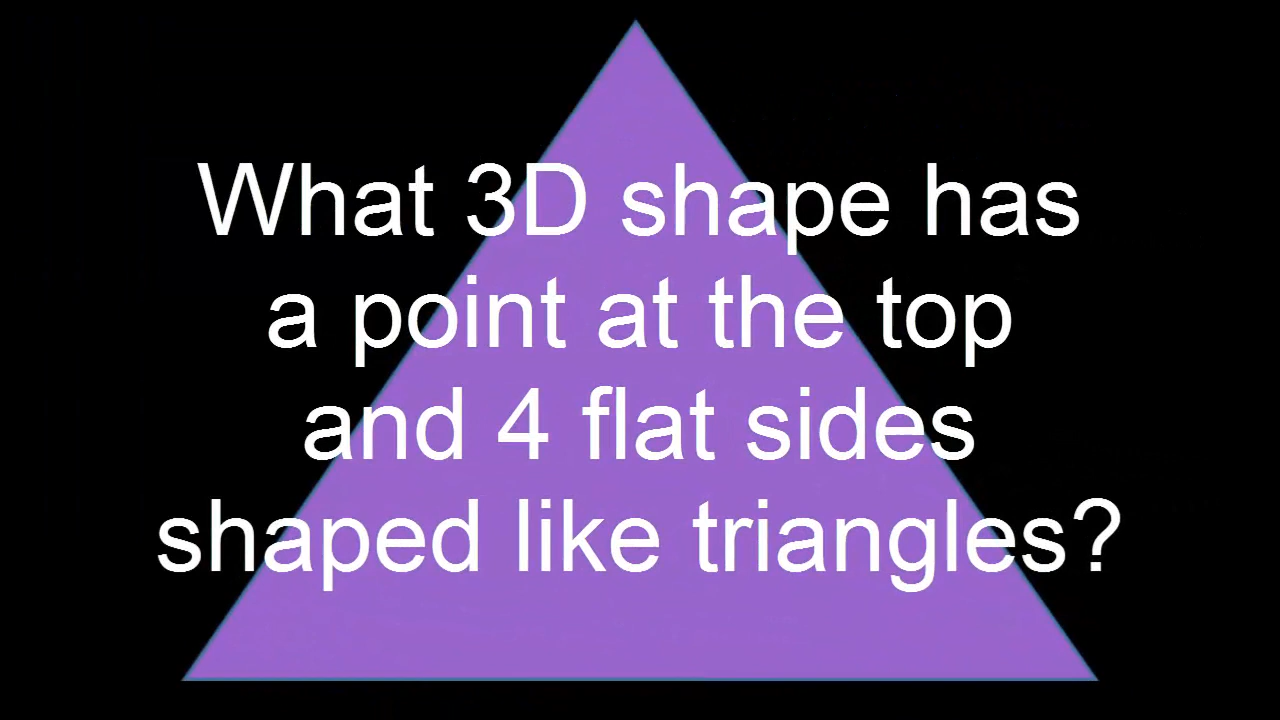 What 3D shape has
a point at the top
and 4 flat sides
shaped like triangles?